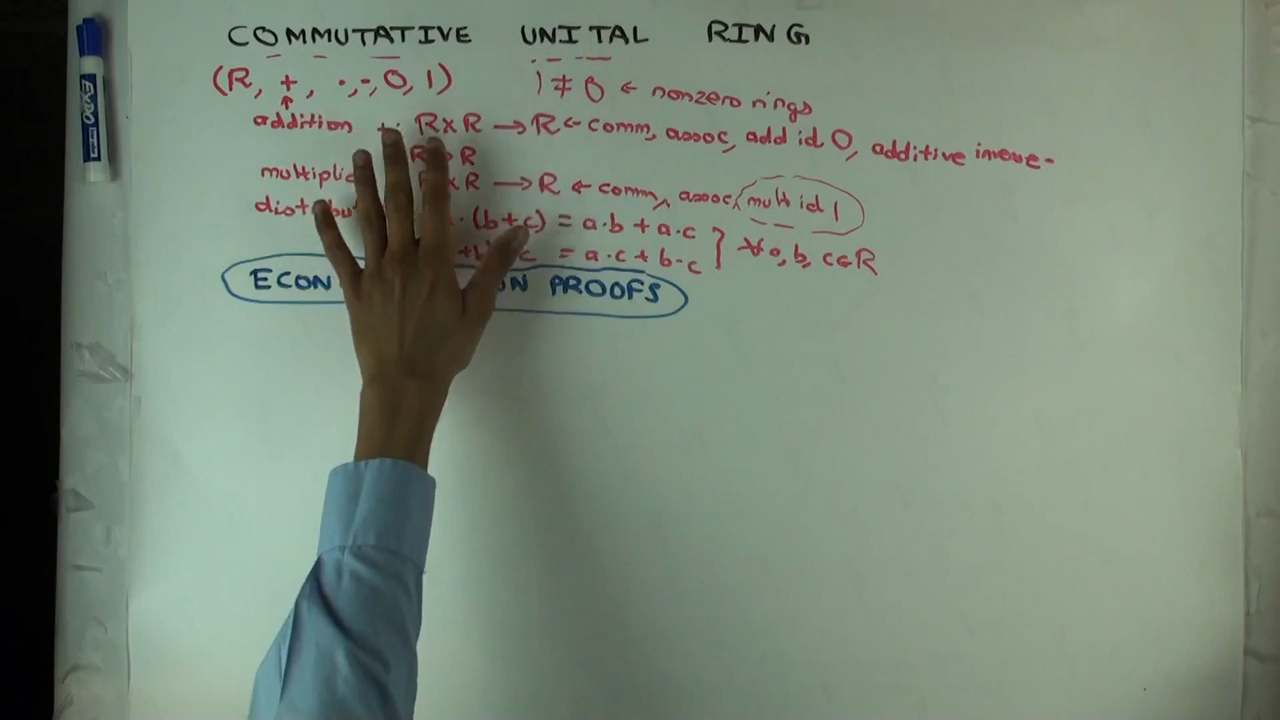 COMMUTATIVE UNITAL RING
(R, +, ·, -, 0, 1) 1 ≠ 0 ← nonzero rings
addition R×R → R ← comm, assoc, add id 0, additive inverse -
R
R → R ← comm, assoc, mult id 1
(b+c) = a·b + a·c
= a·c + b·c } ∀ a, b, c ∈ R
PROOFS
EXPO